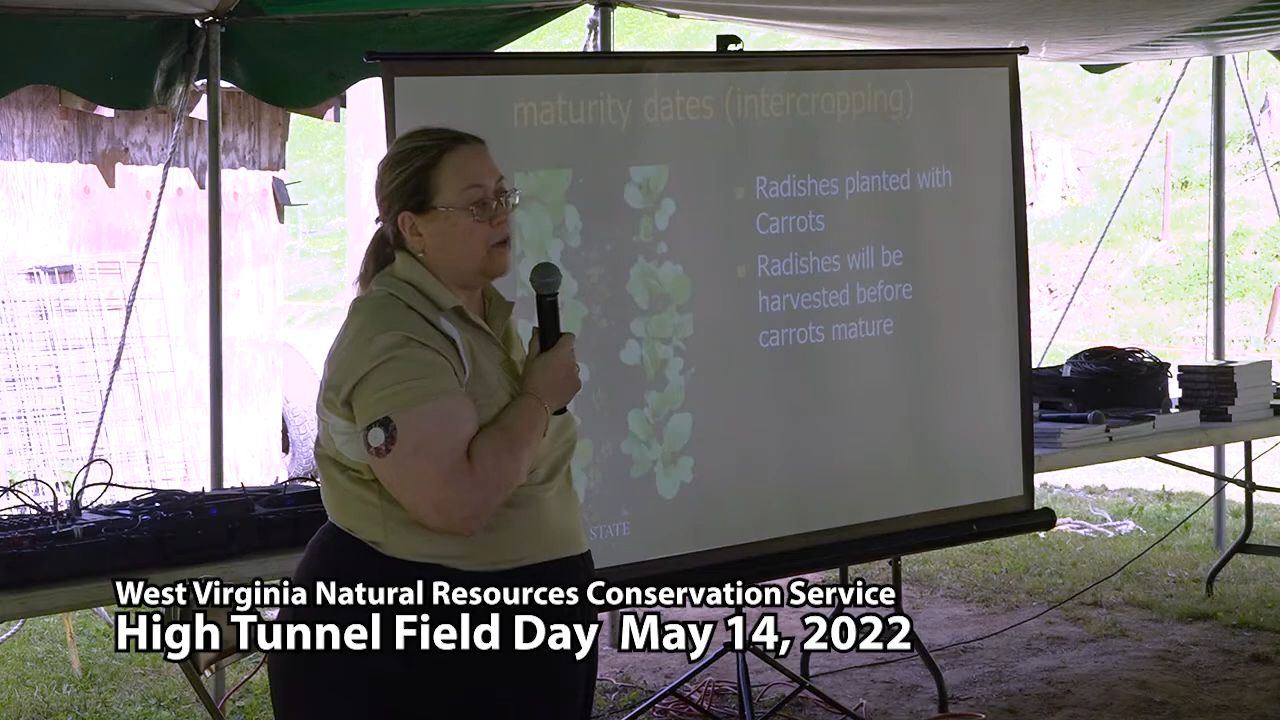 maturity dates (intercropping)
Radishes planted with
Carrots
Radishes will be
harvested before
carrots mature
STATE
West Virginia Natural Resources Conservation Service
High Tunnel Field Day May 14, 2022